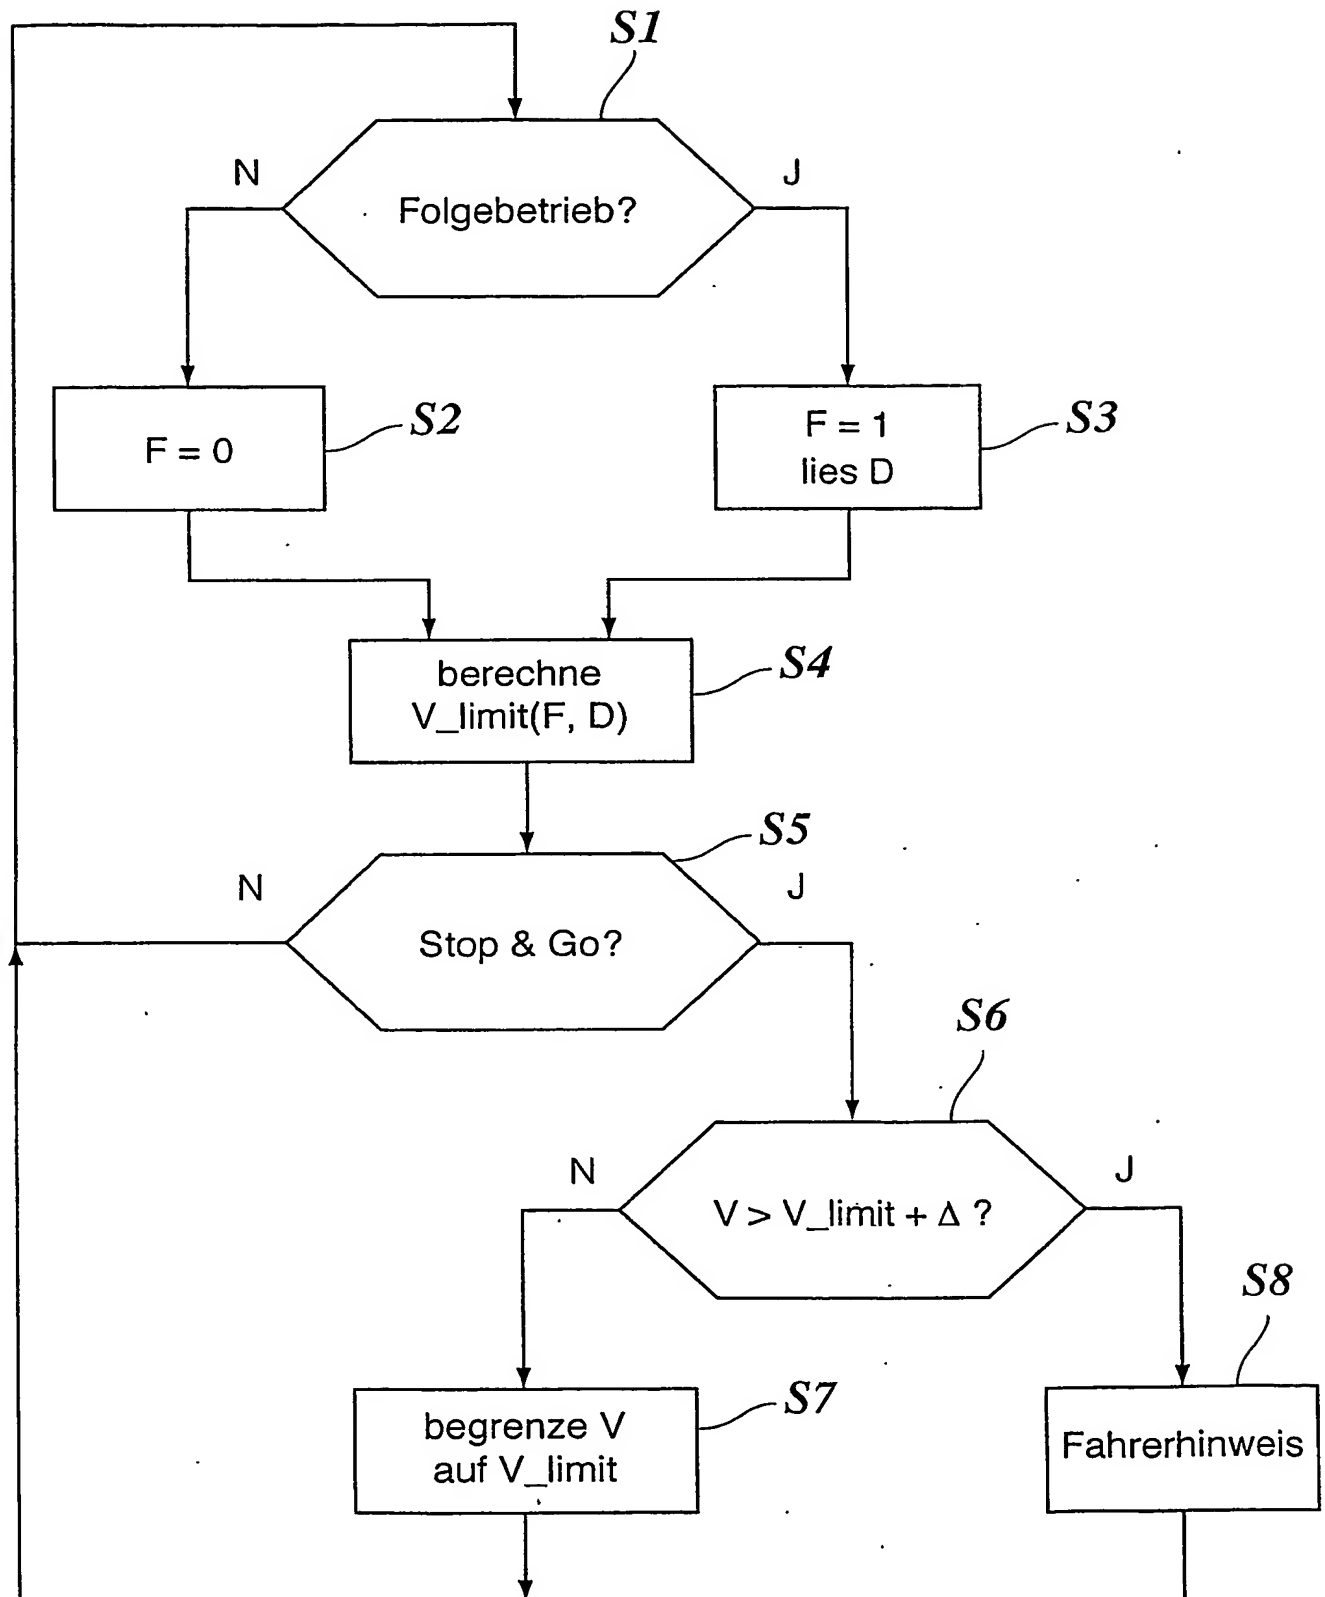 S1
N
J
Folgebetrieb?
F = 0
S2
F = 1
lies D
S3
berechne
V_limit(F, D)
S4
S5
N
J
Stop & Go?
S6
N
J
V > V_limit + Δ ?
S8
begrenze V
auf V_limit
S7
Fahrerhinweis